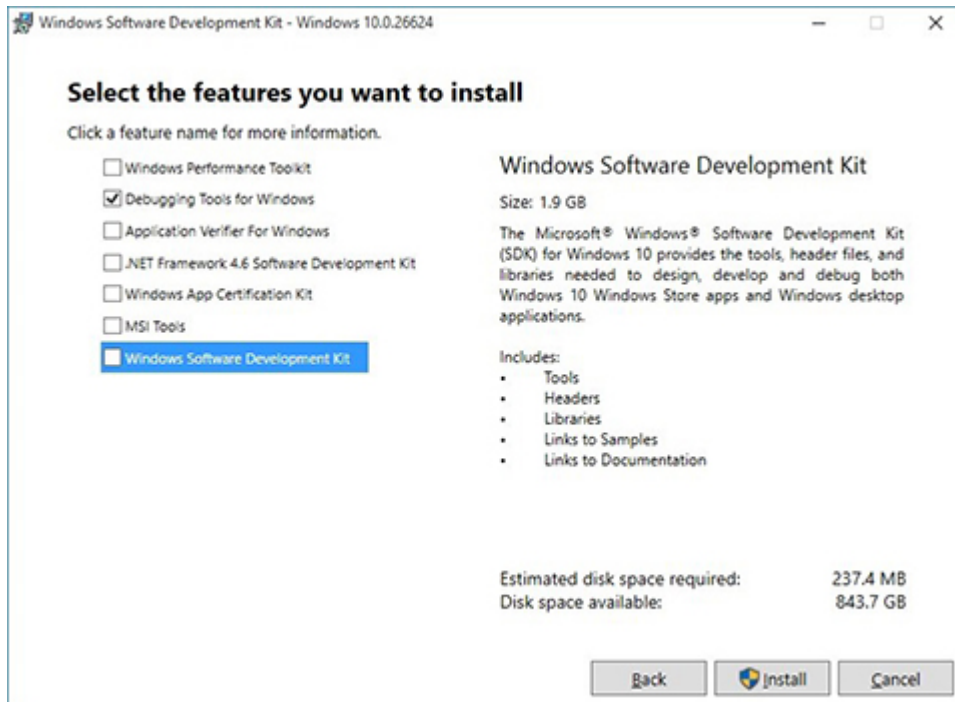 Windows Software Development Kit - Windows 10.0.26624
Select the features you want to install
Click a feature name for more information.
Windows Performance Toolkit
Debugging Tools for Windows
Application Verifier For Windows
.NET Framework 4.6 Software Development Kit
Windows App Certification Kit
MSI Tools
Windows Software Development Kit
Windows Software Development Kit
Size: 1.9 GB
The Microsoft® Windows® Software Development Kit
(SDK) for Windows 10 provides the tools, header files, and
libraries needed to design, develop and debug both
Windows 10 Windows Store apps and Windows desktop
applications.
Includes:
• Tools
• Headers
• Libraries
• Links to Samples
• Links to Documentation
Estimated disk space required: 237.4 MB
Disk space available: 843.7 GB
Back Install Cancel